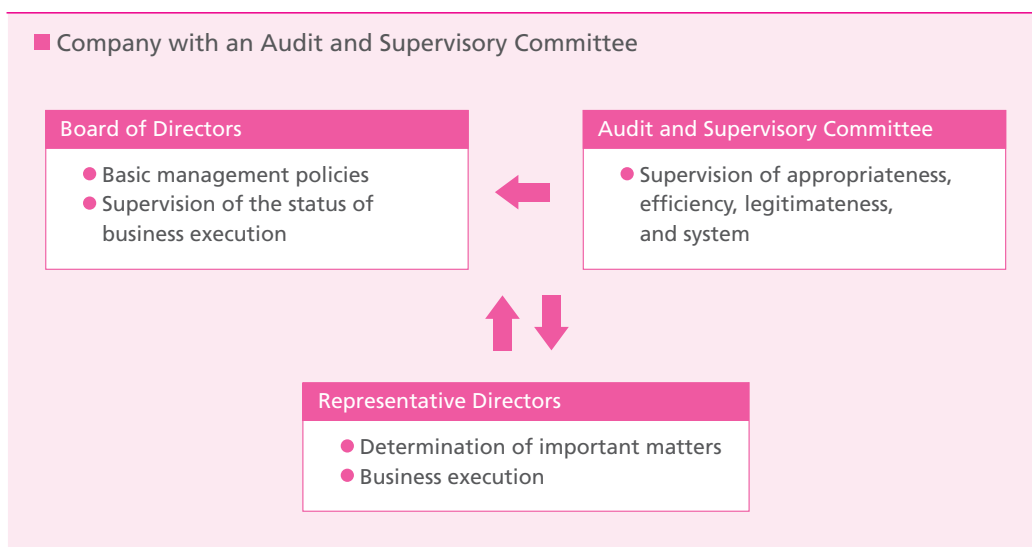 Company with an Audit and Supervisory Committee
Board of Directors
Basic management policies
Supervision of the status of
business execution
Audit and Supervisory Committee
Supervision of appropriateness,
efficiency, legitimateness,
and system
Representative Directors
Determination of important matters
Business execution